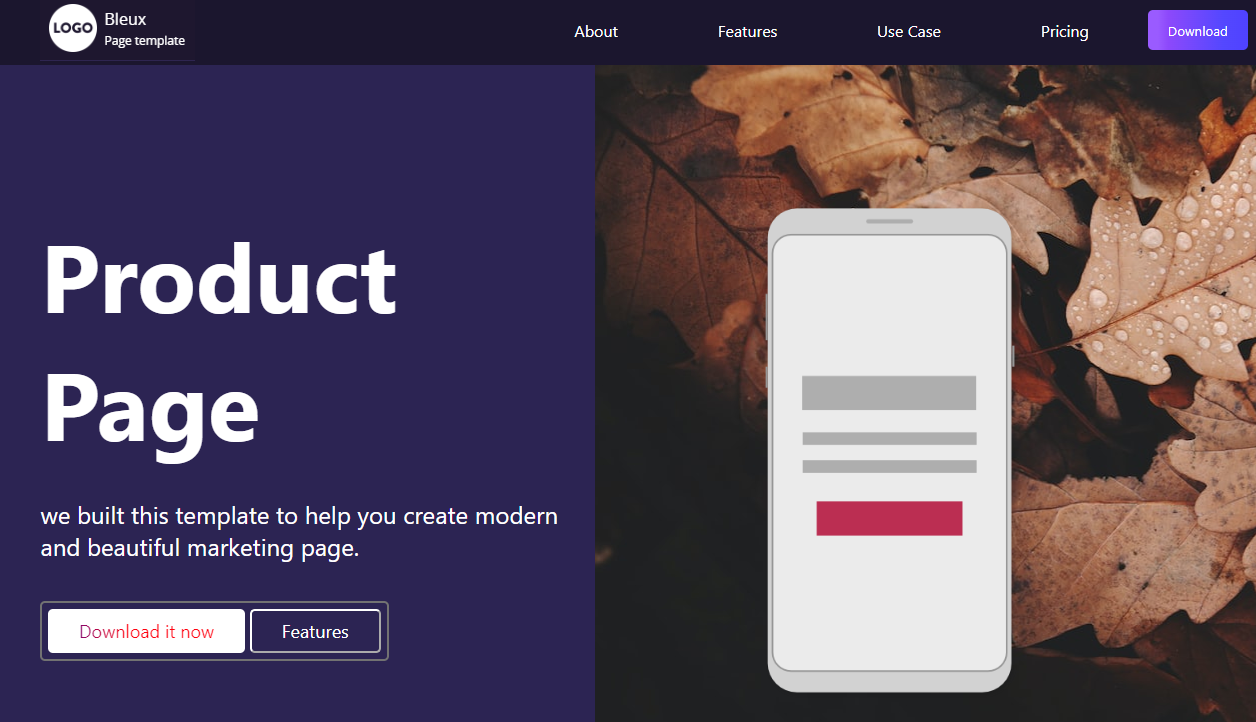 LOGO
Bleux
Page template
About
Features
Use Case
Pricing
Download
Product
Page
we built this template to help you create modern
and beautiful marketing page.
Download it now
Features